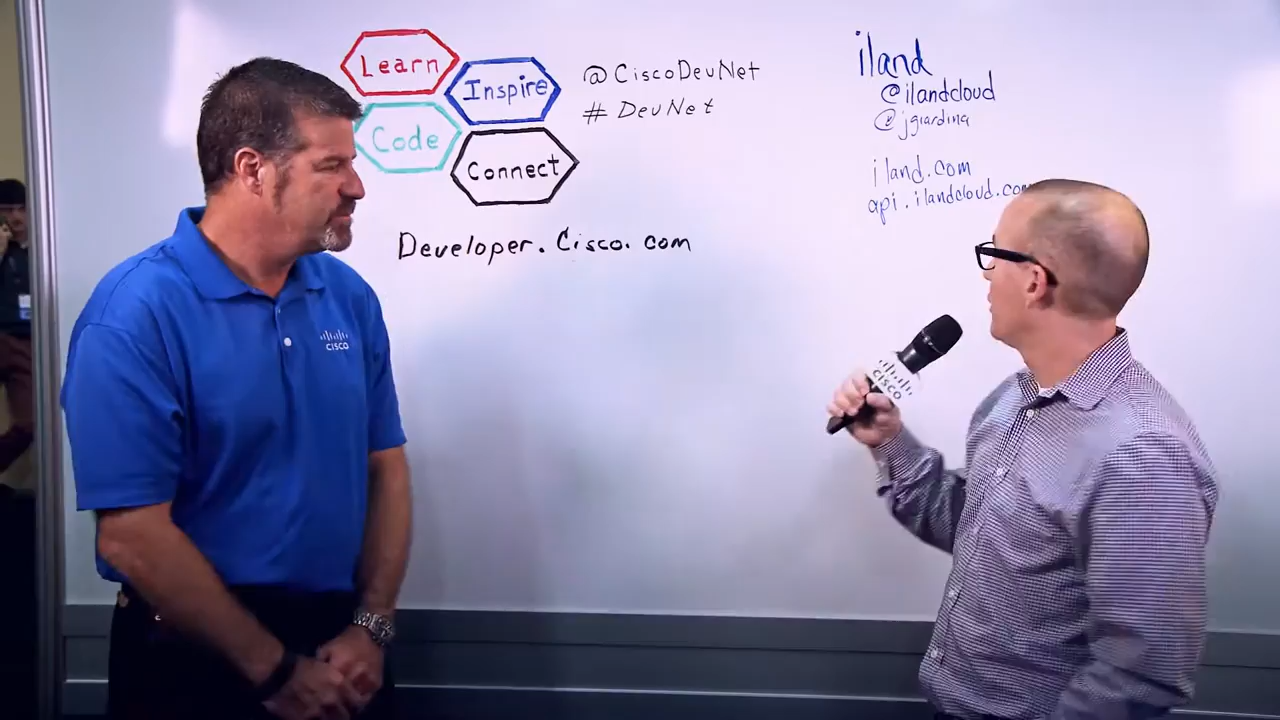 Learn
Inspire
Code
Connect
@CiscoDevNet
# DevNet
Developer.Cisco.com
iland
@ilandcloud
@jgiardina
iland.com
api.ilandcloud.com
CISCO
CISCO